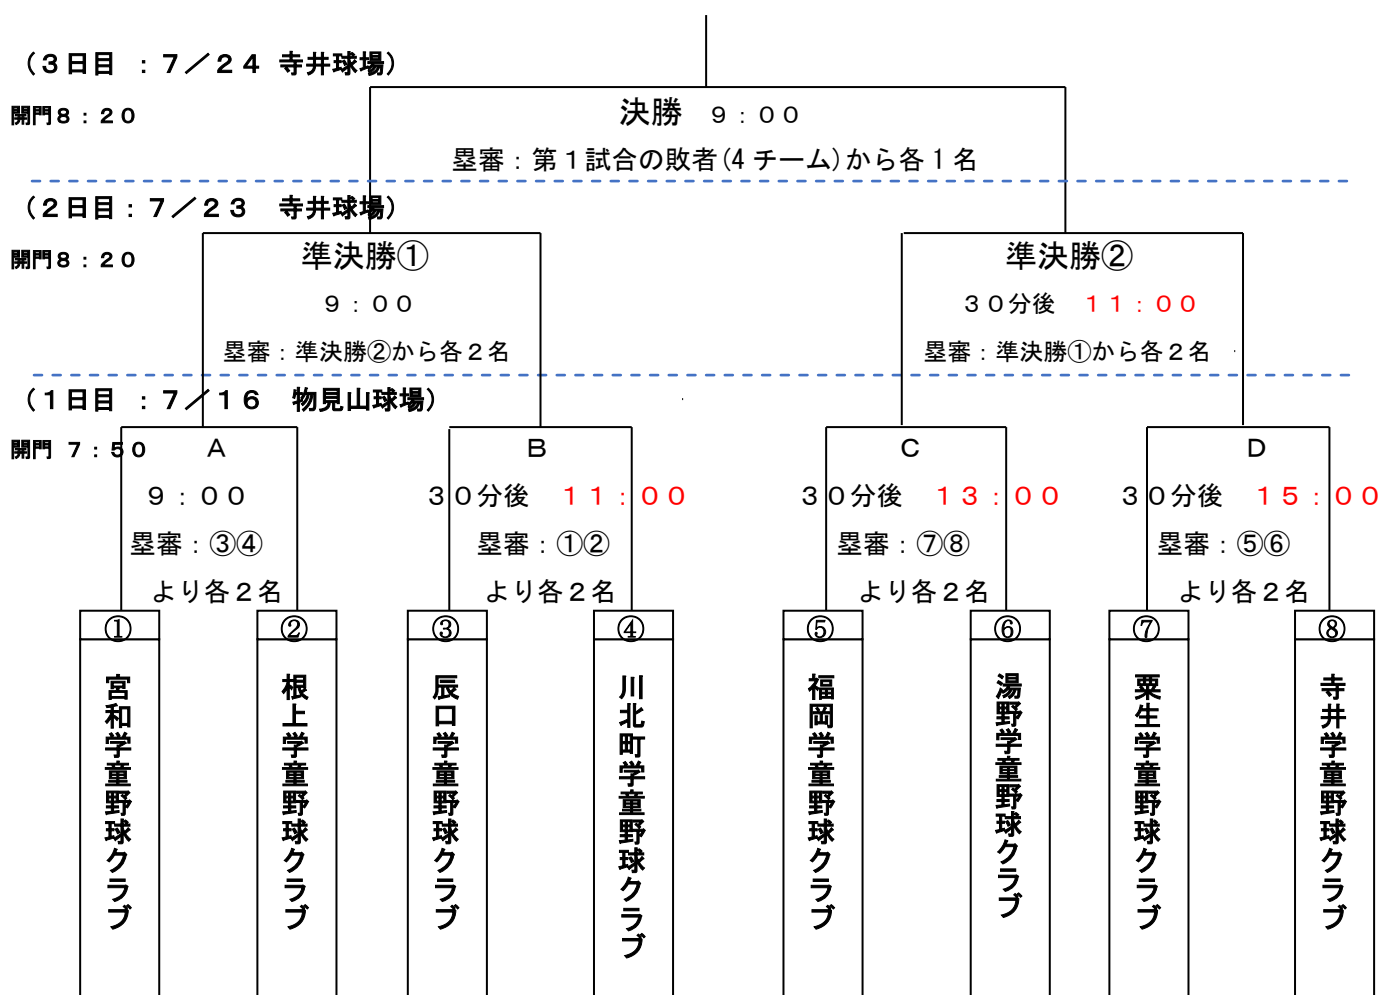 （３日目 ：７／２４ 寺井球場）
開門８：２０
決勝 ９：００
塁審：第１試合の敗者(4 チーム)から各１名
（２日目：７／２３ 寺井球場）
開門８：２０
準決勝① 準決勝②
９：００ ３０分後 １１：００
塁審：準決勝②から各２名 塁審：準決勝①から各２名
（１日目 ：７／１６ 物見山球場）
開門 ７：５０
A B C D
９：００ ３０分後 １１：００ ３０分後 １３：００ ３０分後 １５：００
塁審：③④ 塁審：①② 塁審：⑦⑧ 塁審：⑤⑥
より各２名 より各２名 より各２名 より各２名
① ② ③ ④ ⑤ ⑥ ⑦ ⑧
宮和学童野球クラブ
根上学童野球クラブ
辰口学童野球クラブ
川北町学童野球クラブ
福岡学童野球クラブ
湯野学童野球クラブ
粟生学童野球クラブ
寺井学童野球クラブ